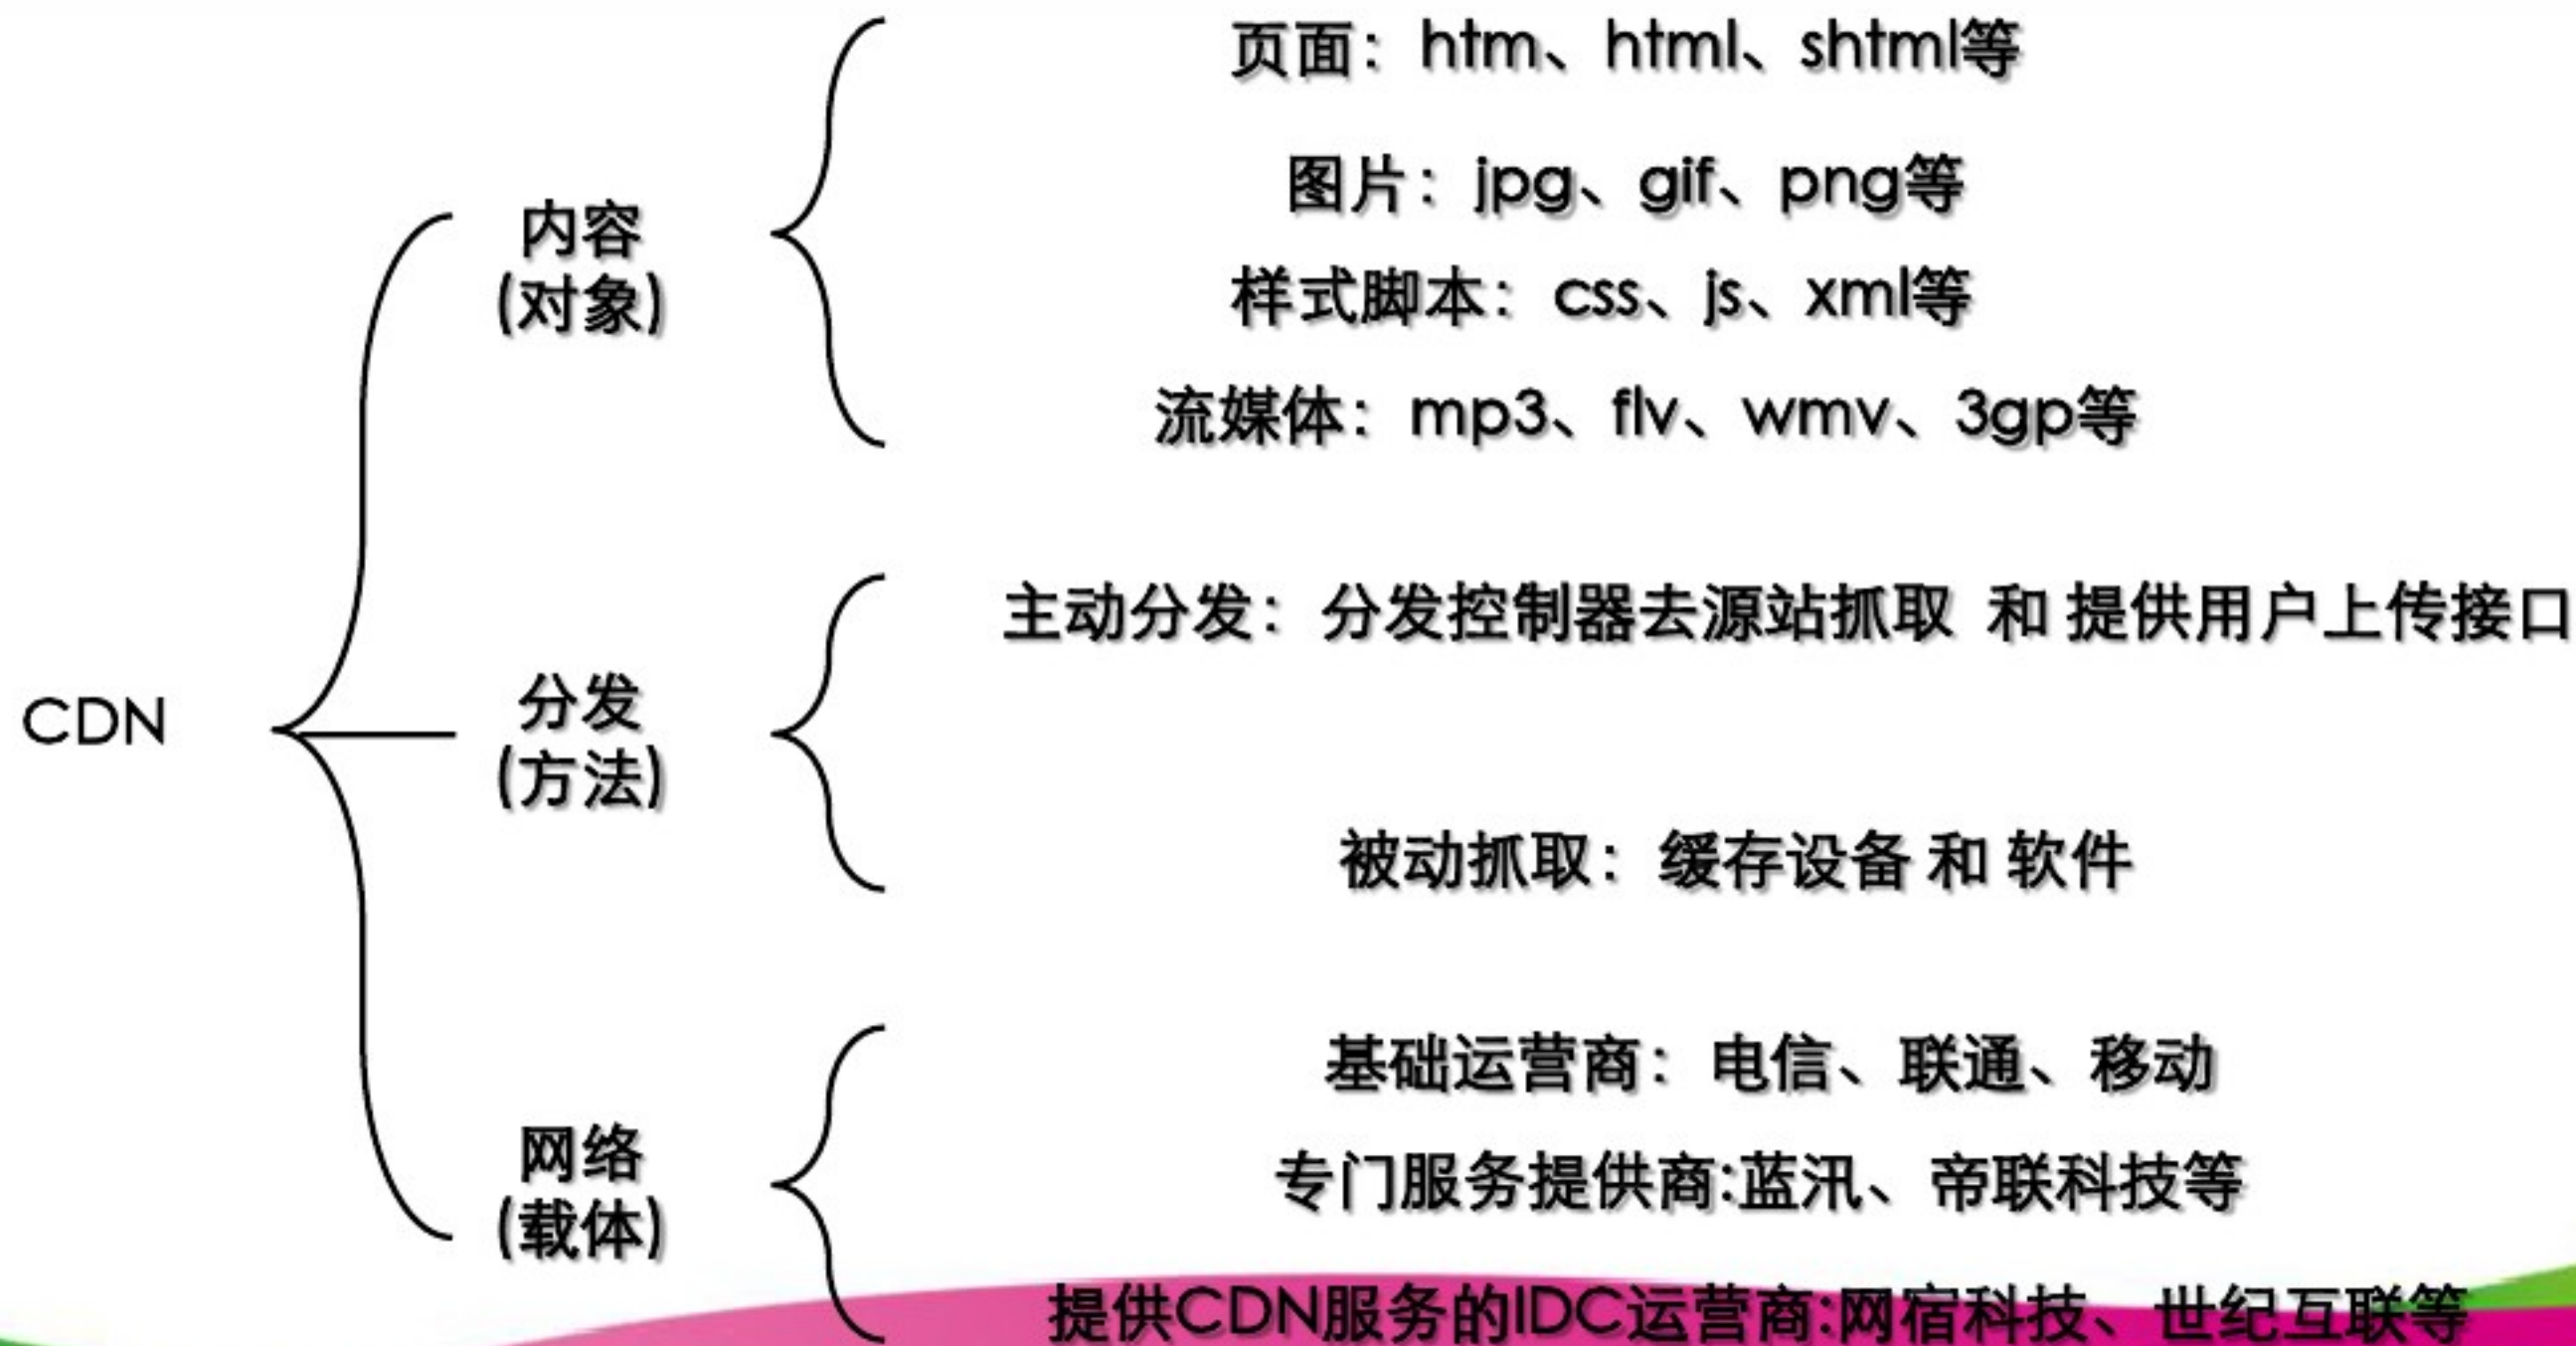 页面：htm、html、shtml等
图片：jpg、gif、png等
内容
(对象)
样式脚本：css、js、xml等
流媒体：mp3、flv、wmv、3gp等
主动分发：分发控制器去源站抓取 和 提供用户上传接口
CDN
分发
(方法)
被动抓取：缓存设备 和 软件
基础运营商：电信、联通、移动
网络
(载体)
专门服务提供商:蓝汛、帝联科技等
提供CDN服务的IDC运营商:网宿科技、世纪互联等